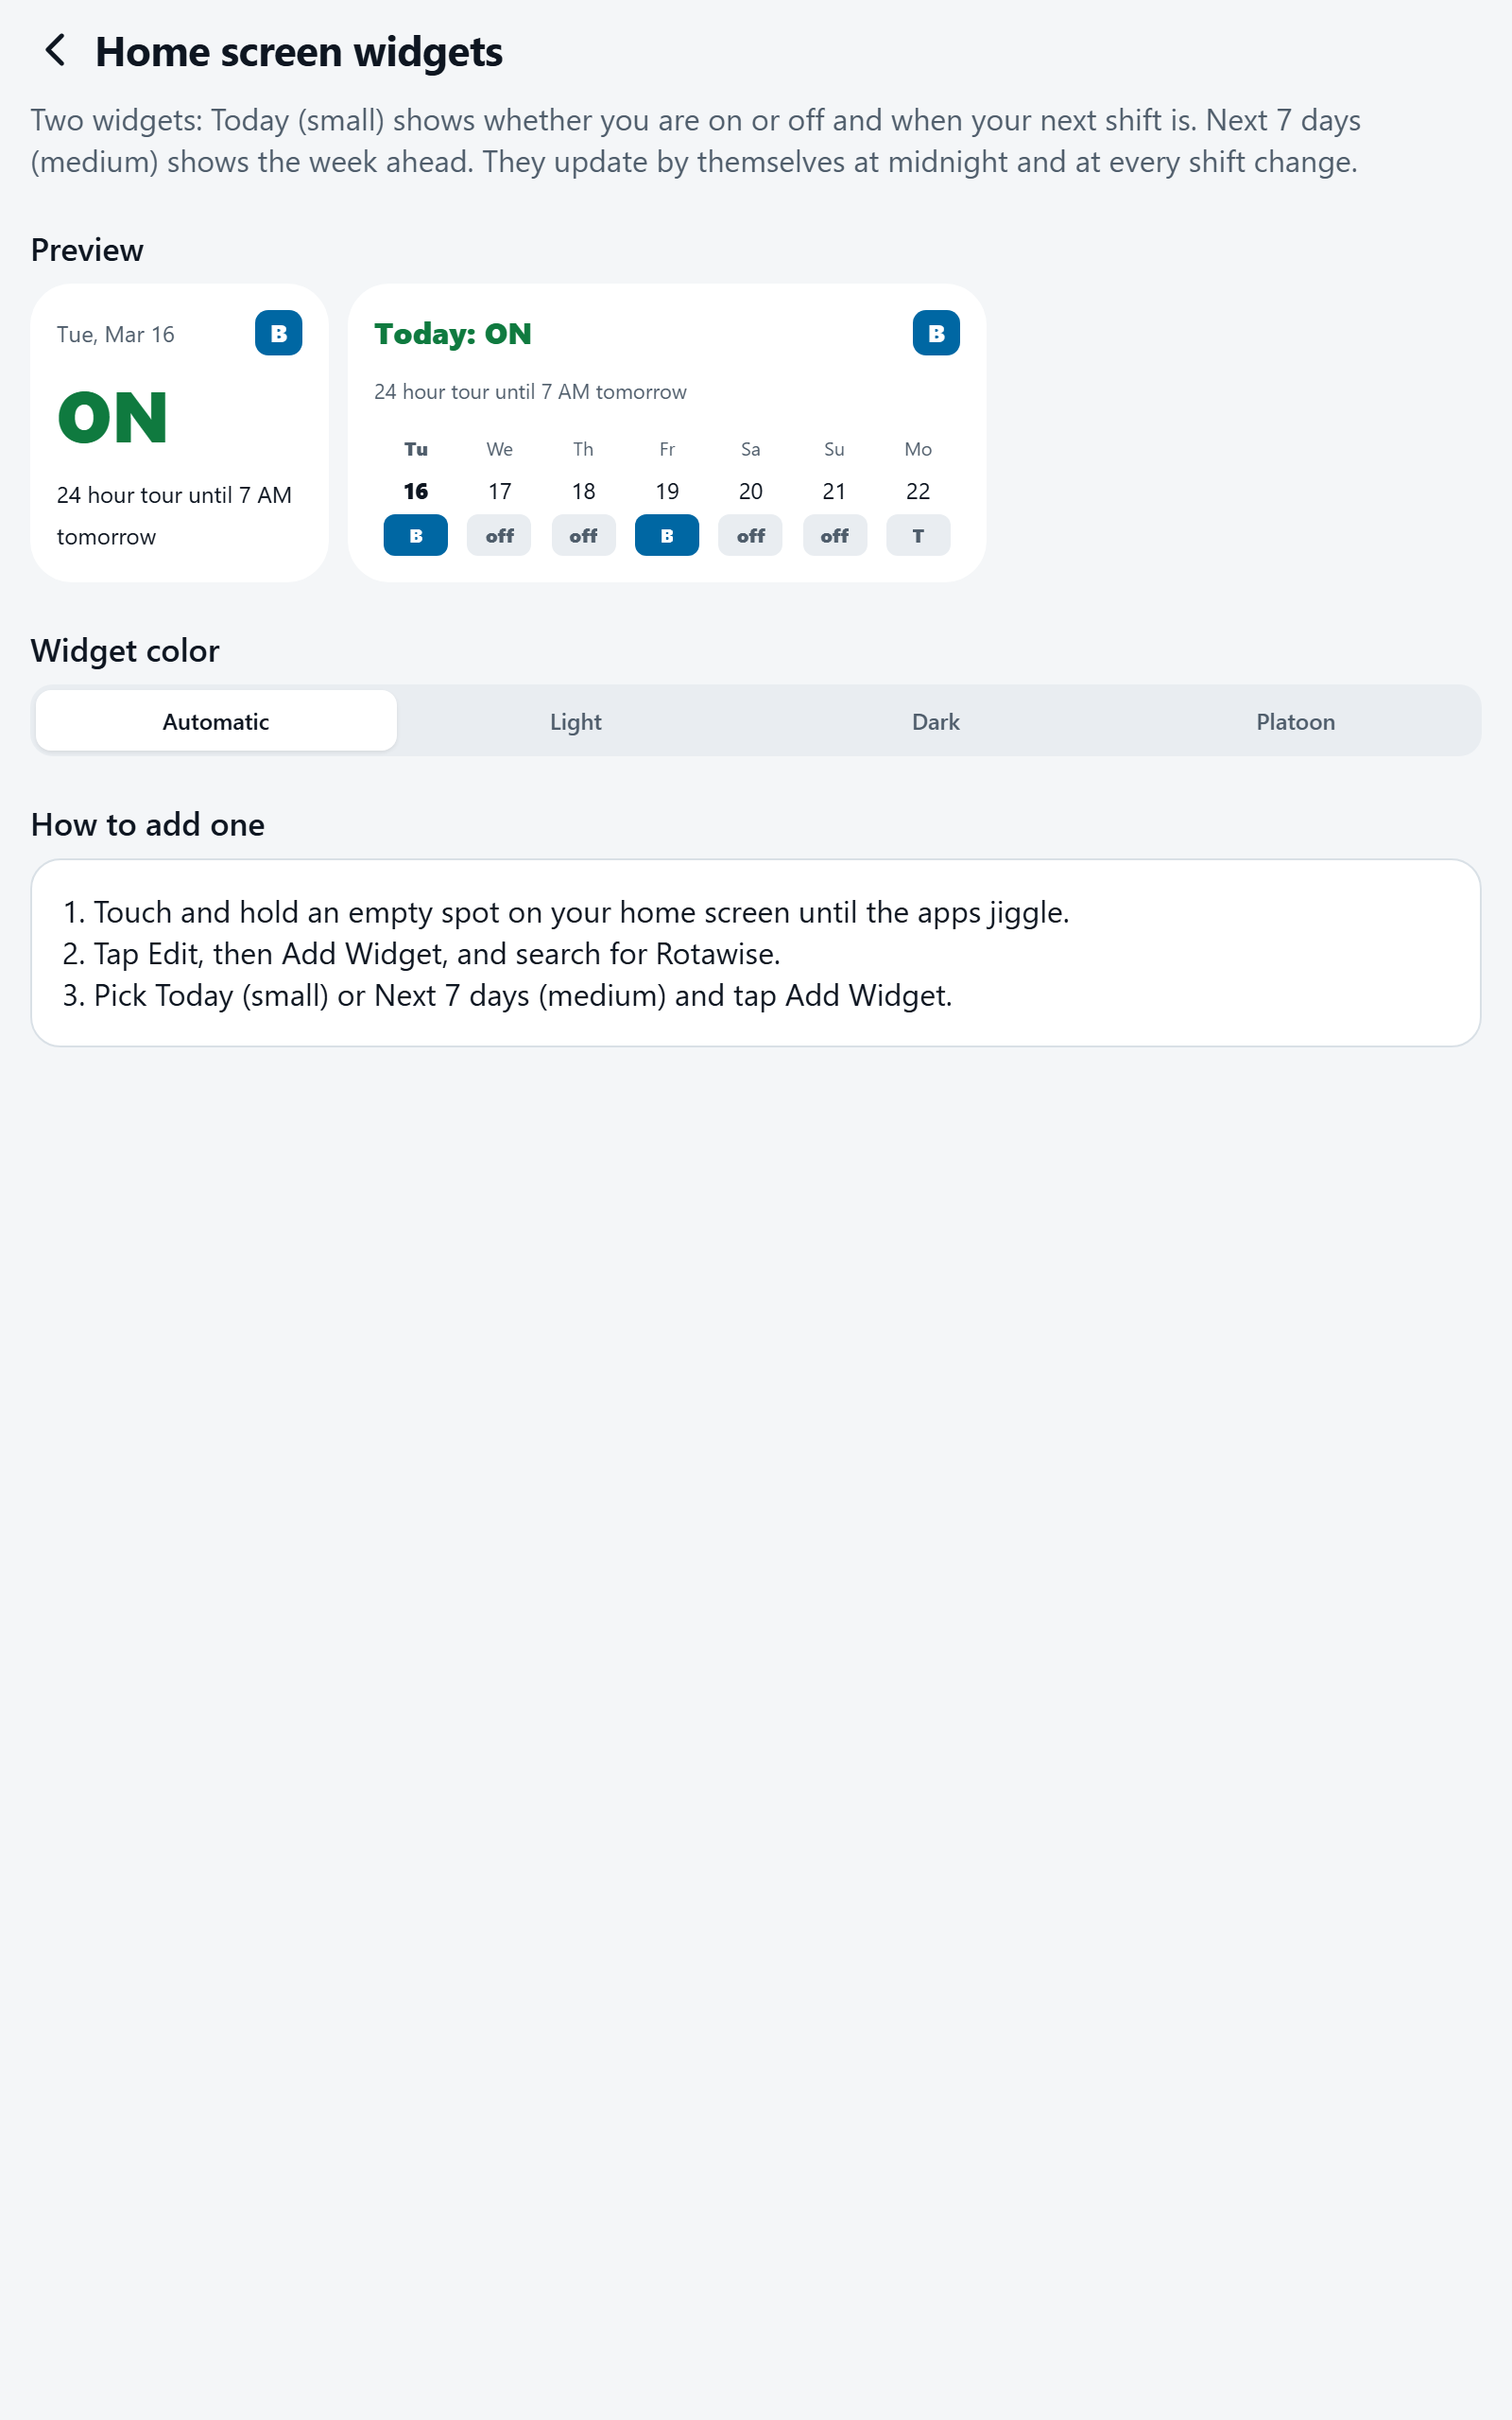 Home screen widgets
Two widgets: Today (small) shows whether you are on or off and when your next shift is. Next 7 days
(medium) shows the week ahead. They update by themselves at midnight and at every shift change.
Preview
Tue, Mar 16 B
ON
24 hour tour until 7 AM
tomorrow
Today: ON B
24 hour tour until 7 AM tomorrow
Tu We Th Fr Sa Su Mo
16 17 18 19 20 21 22
B off off B off off T
Widget color
Automatic Light Dark Platoon
How to add one
1. Touch and hold an empty spot on your home screen until the apps jiggle.
2. Tap Edit, then Add Widget, and search for Rotawise.
3. Pick Today (small) or Next 7 days (medium) and tap Add Widget.